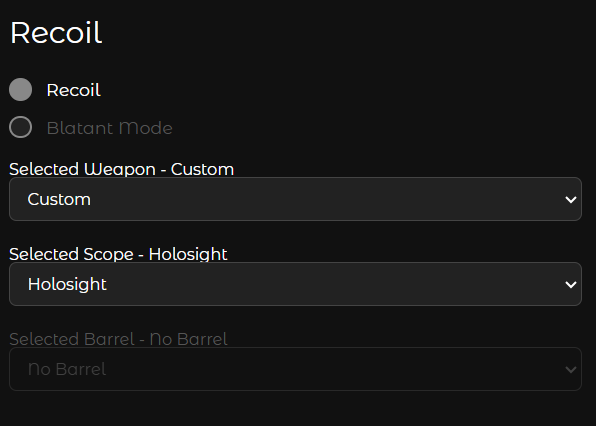 Recoil
Recoil
Blatant Mode
Selected Weapon - Custom
Custom
Selected Scope - Holosight
Holosight
Selected Barrel - No Barrel
No Barrel